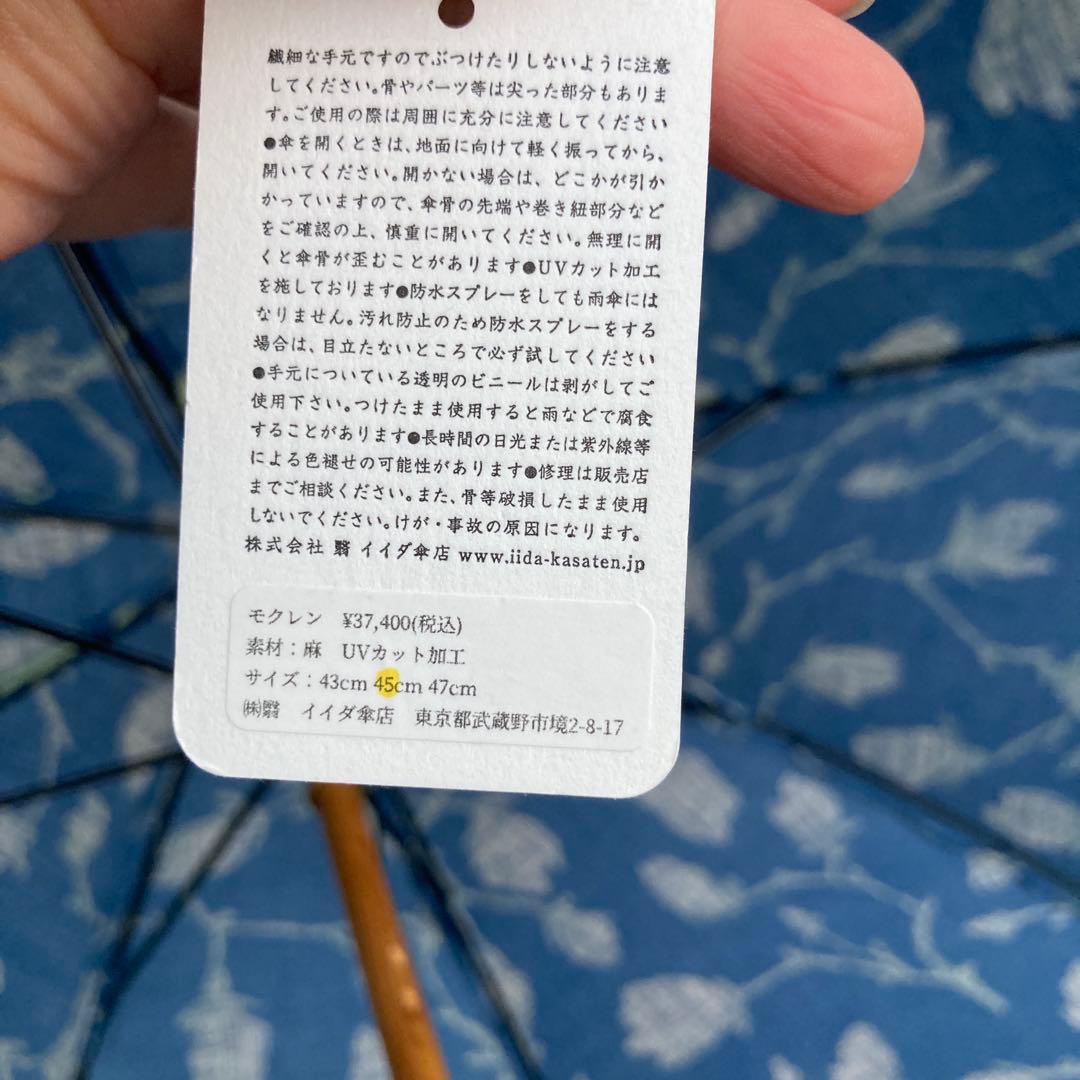 繊細な手元ですのでぶつけたりしないように注意
してください。骨やパーツ等は尖った部分もありま
す。ご使用の際は周囲に充分に注意してください
●傘を開くときは、地面に向けて軽く振ってから、
開いてください。開かない場合は、どこかが引か
かっていますので、傘骨の先端や巻き紐部分など
をご確認の上、慎重に開いてください。無理に開
くと傘骨が歪むことがあります●UVカット加工
を施しております●防水スプレーをしても雨傘には
なりません。汚れ防止のため防水スプレーをする
場合は、目立たないところで必ず試してください
●手元についている透明のビニールは剥がしてご
使用下さい。つけたまま使用すると雨などで腐食
することがあります●長時間の日光または紫外線等
による色褪せの可能性があります●修理は販売店
までご相談ください。また、骨等破損したまま使用
しないでください。けが・事故の原因になります。
株式会社 イイダ傘店 www.iida-kasaten.jp
モクレン ¥37,400(税込)
素材：麻 UVカット加工
サイズ：43cm 45cm 47cm
㈱ イイダ傘店 東京都武蔵野市境2-8-17